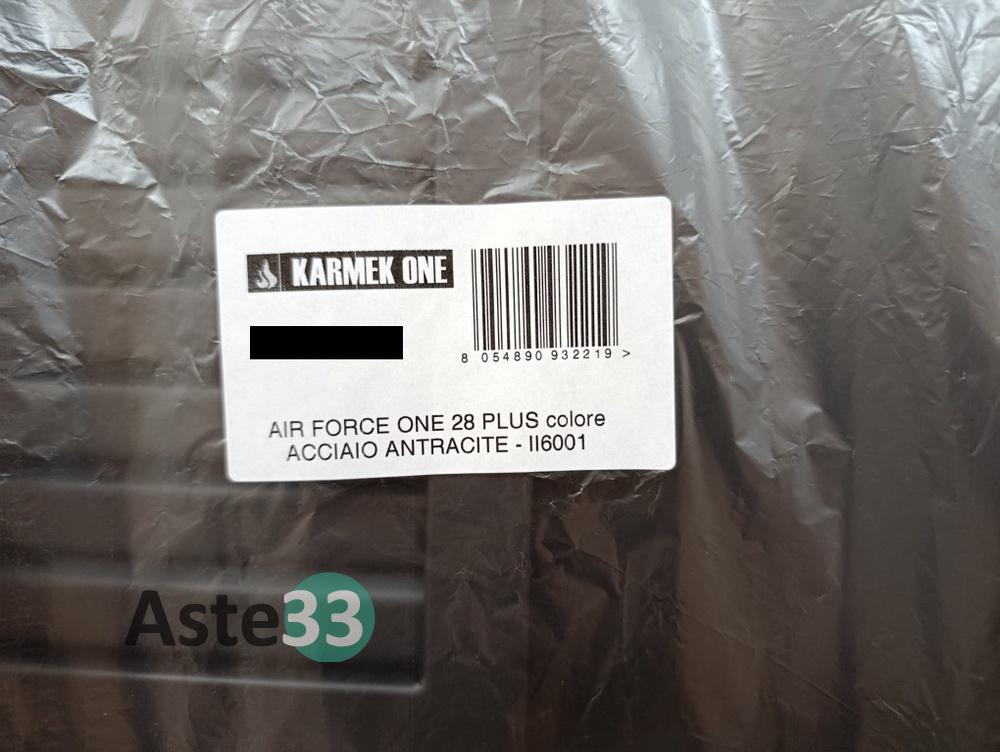 KARMEK ONE
8 054890 932219 >
AIR FORCE ONE 28 PLUS colore
ACCIAIO ANTRACITE - II6001
Aste33